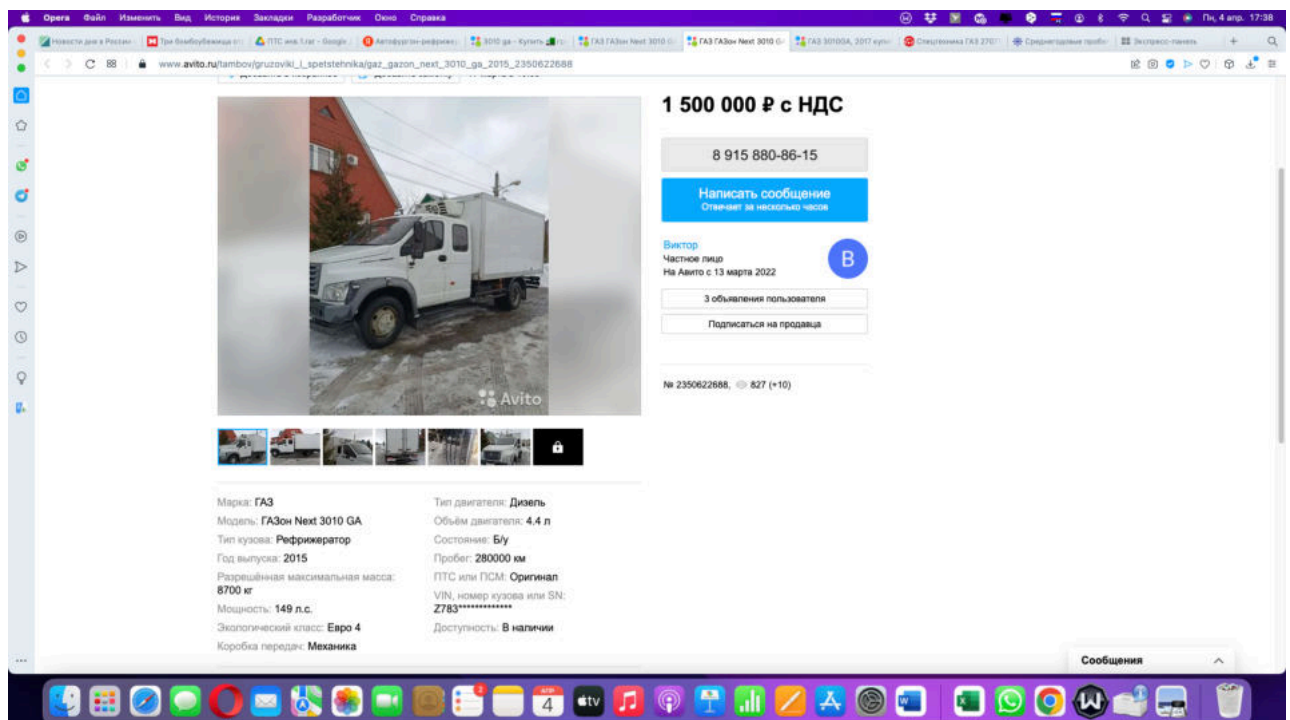 Opera Файл Изменить Вид История Закладки Разработчик Окно Справка
Пн, 4 апр. 17:38
www.avito.ru/tambov/gruzoviki_i_spetstehnika/gaz_gazon_next_3010_ga_2015_2350622688
1 500 000 ₽ с НДС
8 915 880-86-15
Написать сообщение
Отвечает за несколько часов
Виктор
Частное лицо
На Авито с 13 марта 2022
В
3 объявления пользователя
Подписаться на продавца
№ 2350622688, 827 (+10)
Avito
Марка: ГАЗ
Модель: ГАЗон Next 3010 GA
Тип кузова: Рефрижератор
Год выпуска: 2015
Разрешённая максимальная масса:
8700 кг
Мощность: 149 л.с.
Экологический класс: Евро 4
Коробка передач: Механика
Тип двигателя: Дизель
Объём двигателя: 4.4 л
Состояние: Б/у
Пробег: 280000 км
ПТС или ПСМ: Оригинал
VIN, номер кузова или SN:
Z783*************
Доступность: В наличии
Сообщения
АПР
4
tv